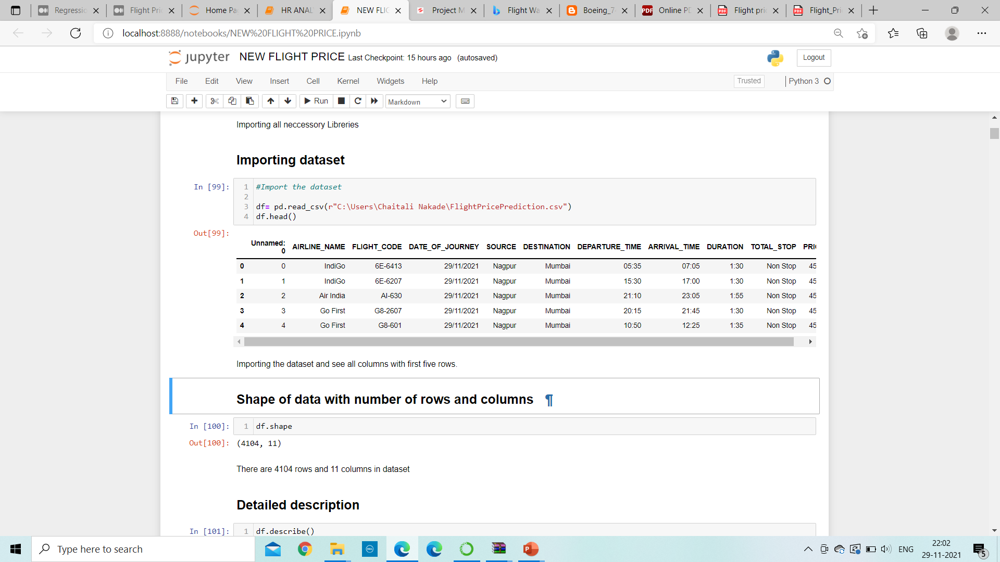 Regressio
Flight Pri
Home Pa
HR ANAL
NEW FLIG
Project M
Flight Wa
Boeing_7
PDF Online PD
PDF Flight pri
PDF Flight_Pri
localhost:8888/notebooks/NEW%20FLIGHT%20PRICE.ipynb
jupyter NEW FLIGHT PRICE Last Checkpoint: 15 hours ago (autosaved) Logout
File Edit View Insert Cell Kernel Widgets Help Trusted Python 3
Run Markdown
Importing all neccessory Libreries
Importing dataset
In [99]: 1 #Import the dataset
2
3 df= pd.read_csv(r"C:\Users\Chaitali Nakade\FlightPricePrediction.csv")
4 df.head()
Out[99]:
Unnamed: 0 AIRLINE_NAME FLIGHT_CODE DATE_OF_JOURNEY SOURCE DESTINATION DEPARTURE_TIME ARRIVAL_TIME DURATION TOTAL_STOP PRI
0 0 IndiGo 6E-6413 29/11/2021 Nagpur Mumbai 05:35 07:05 1:30 Non Stop 45
1 1 IndiGo 6E-6207 29/11/2021 Nagpur Mumbai 15:30 17:00 1:30 Non Stop 45
2 2 Air India AI-630 29/11/2021 Nagpur Mumbai 21:10 23:05 1:55 Non Stop 45
3 3 Go First G8-2607 29/11/2021 Nagpur Mumbai 20:15 21:45 1:30 Non Stop 45
4 4 Go First G8-601 29/11/2021 Nagpur Mumbai 10:50 12:25 1:35 Non Stop 45
Importing the dataset and see all columns with first five rows.
Shape of data with number of rows and columns ¶
In [100]: 1 df.shape
Out[100]: (4104, 11)
There are 4104 rows and 11 columns in dataset
Detailed description
In [101]: 1 df.describe()
Type here to search
DELL
P
ENG
22:02
29-11-2021
5